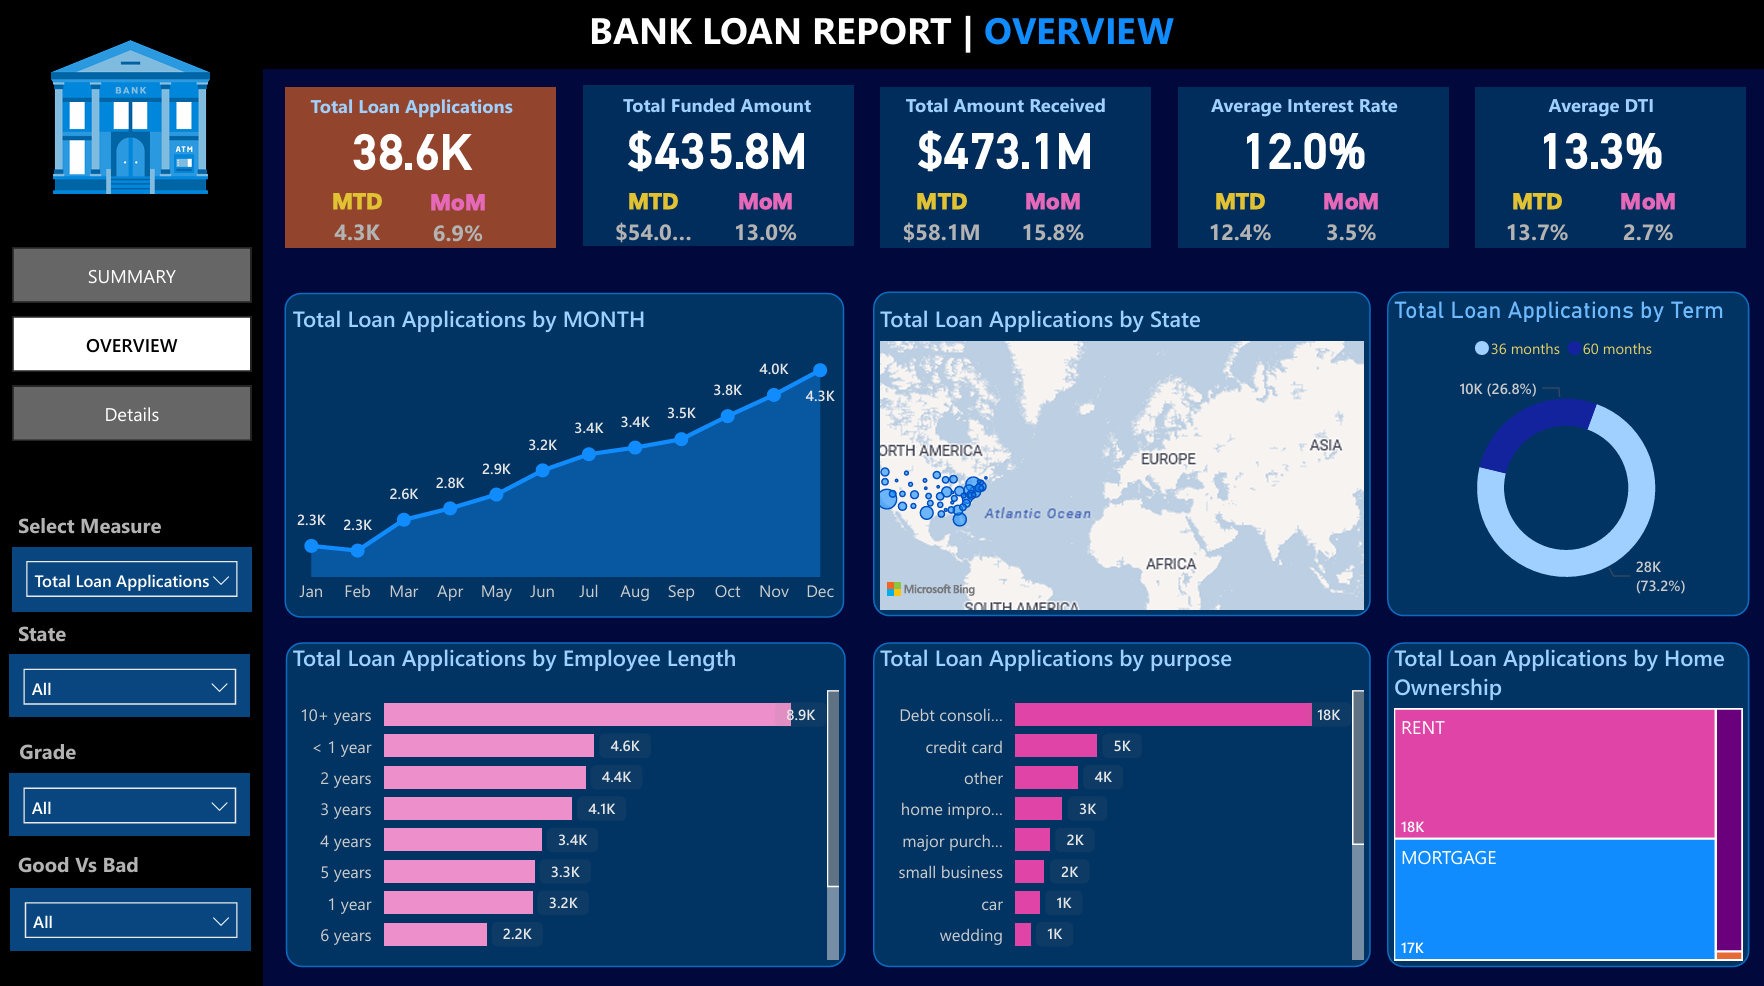 BANK LOAN REPORT | OVERVIEW
BANK
ATM
SUMMARY
OVERVIEW
Details
Select Measure
Total Loan Applications
State
All
Grade
All
Good Vs Bad
All
Total Loan Applications
38.6K
MTD MoM
4.3K 6.9%
Total Funded Amount
$435.8M
MTD MoM
$54.0... 13.0%
Total Amount Received
$473.1M
MTD MoM
$58.1M 15.8%
Average Interest Rate
12.0%
MTD MoM
12.4% 3.5%
Average DTI
13.3%
MTD MoM
13.7% 2.7%
Total Loan Applications by MONTH
2.3K 2.3K 2.6K 2.8K 2.9K 3.2K 3.4K 3.4K 3.5K 3.8K 4.0K 4.3K
Jan Feb Mar Apr May Jun Jul Aug Sep Oct Nov Dec
Total Loan Applications by State
ORTH AMERICA
EUROPE
ASIA
Atlantic Ocean
AFRICA
Microsoft Bing
SOUTH AMERICA
Total Loan Applications by Term
36 months 60 months
10K (26.8%)
28K
(73.2%)
Total Loan Applications by Employee Length
10+ years 8.9K
< 1 year 4.6K
2 years 4.4K
3 years 4.1K
4 years 3.4K
5 years 3.3K
1 year 3.2K
6 years 2.2K
Total Loan Applications by purpose
Debt consoli... 18K
credit card 5K
other 4K
home impro... 3K
major purch... 2K
small business 2K
car 1K
wedding 1K
Total Loan Applications by Home
Ownership
RENT
18K
MORTGAGE
17K